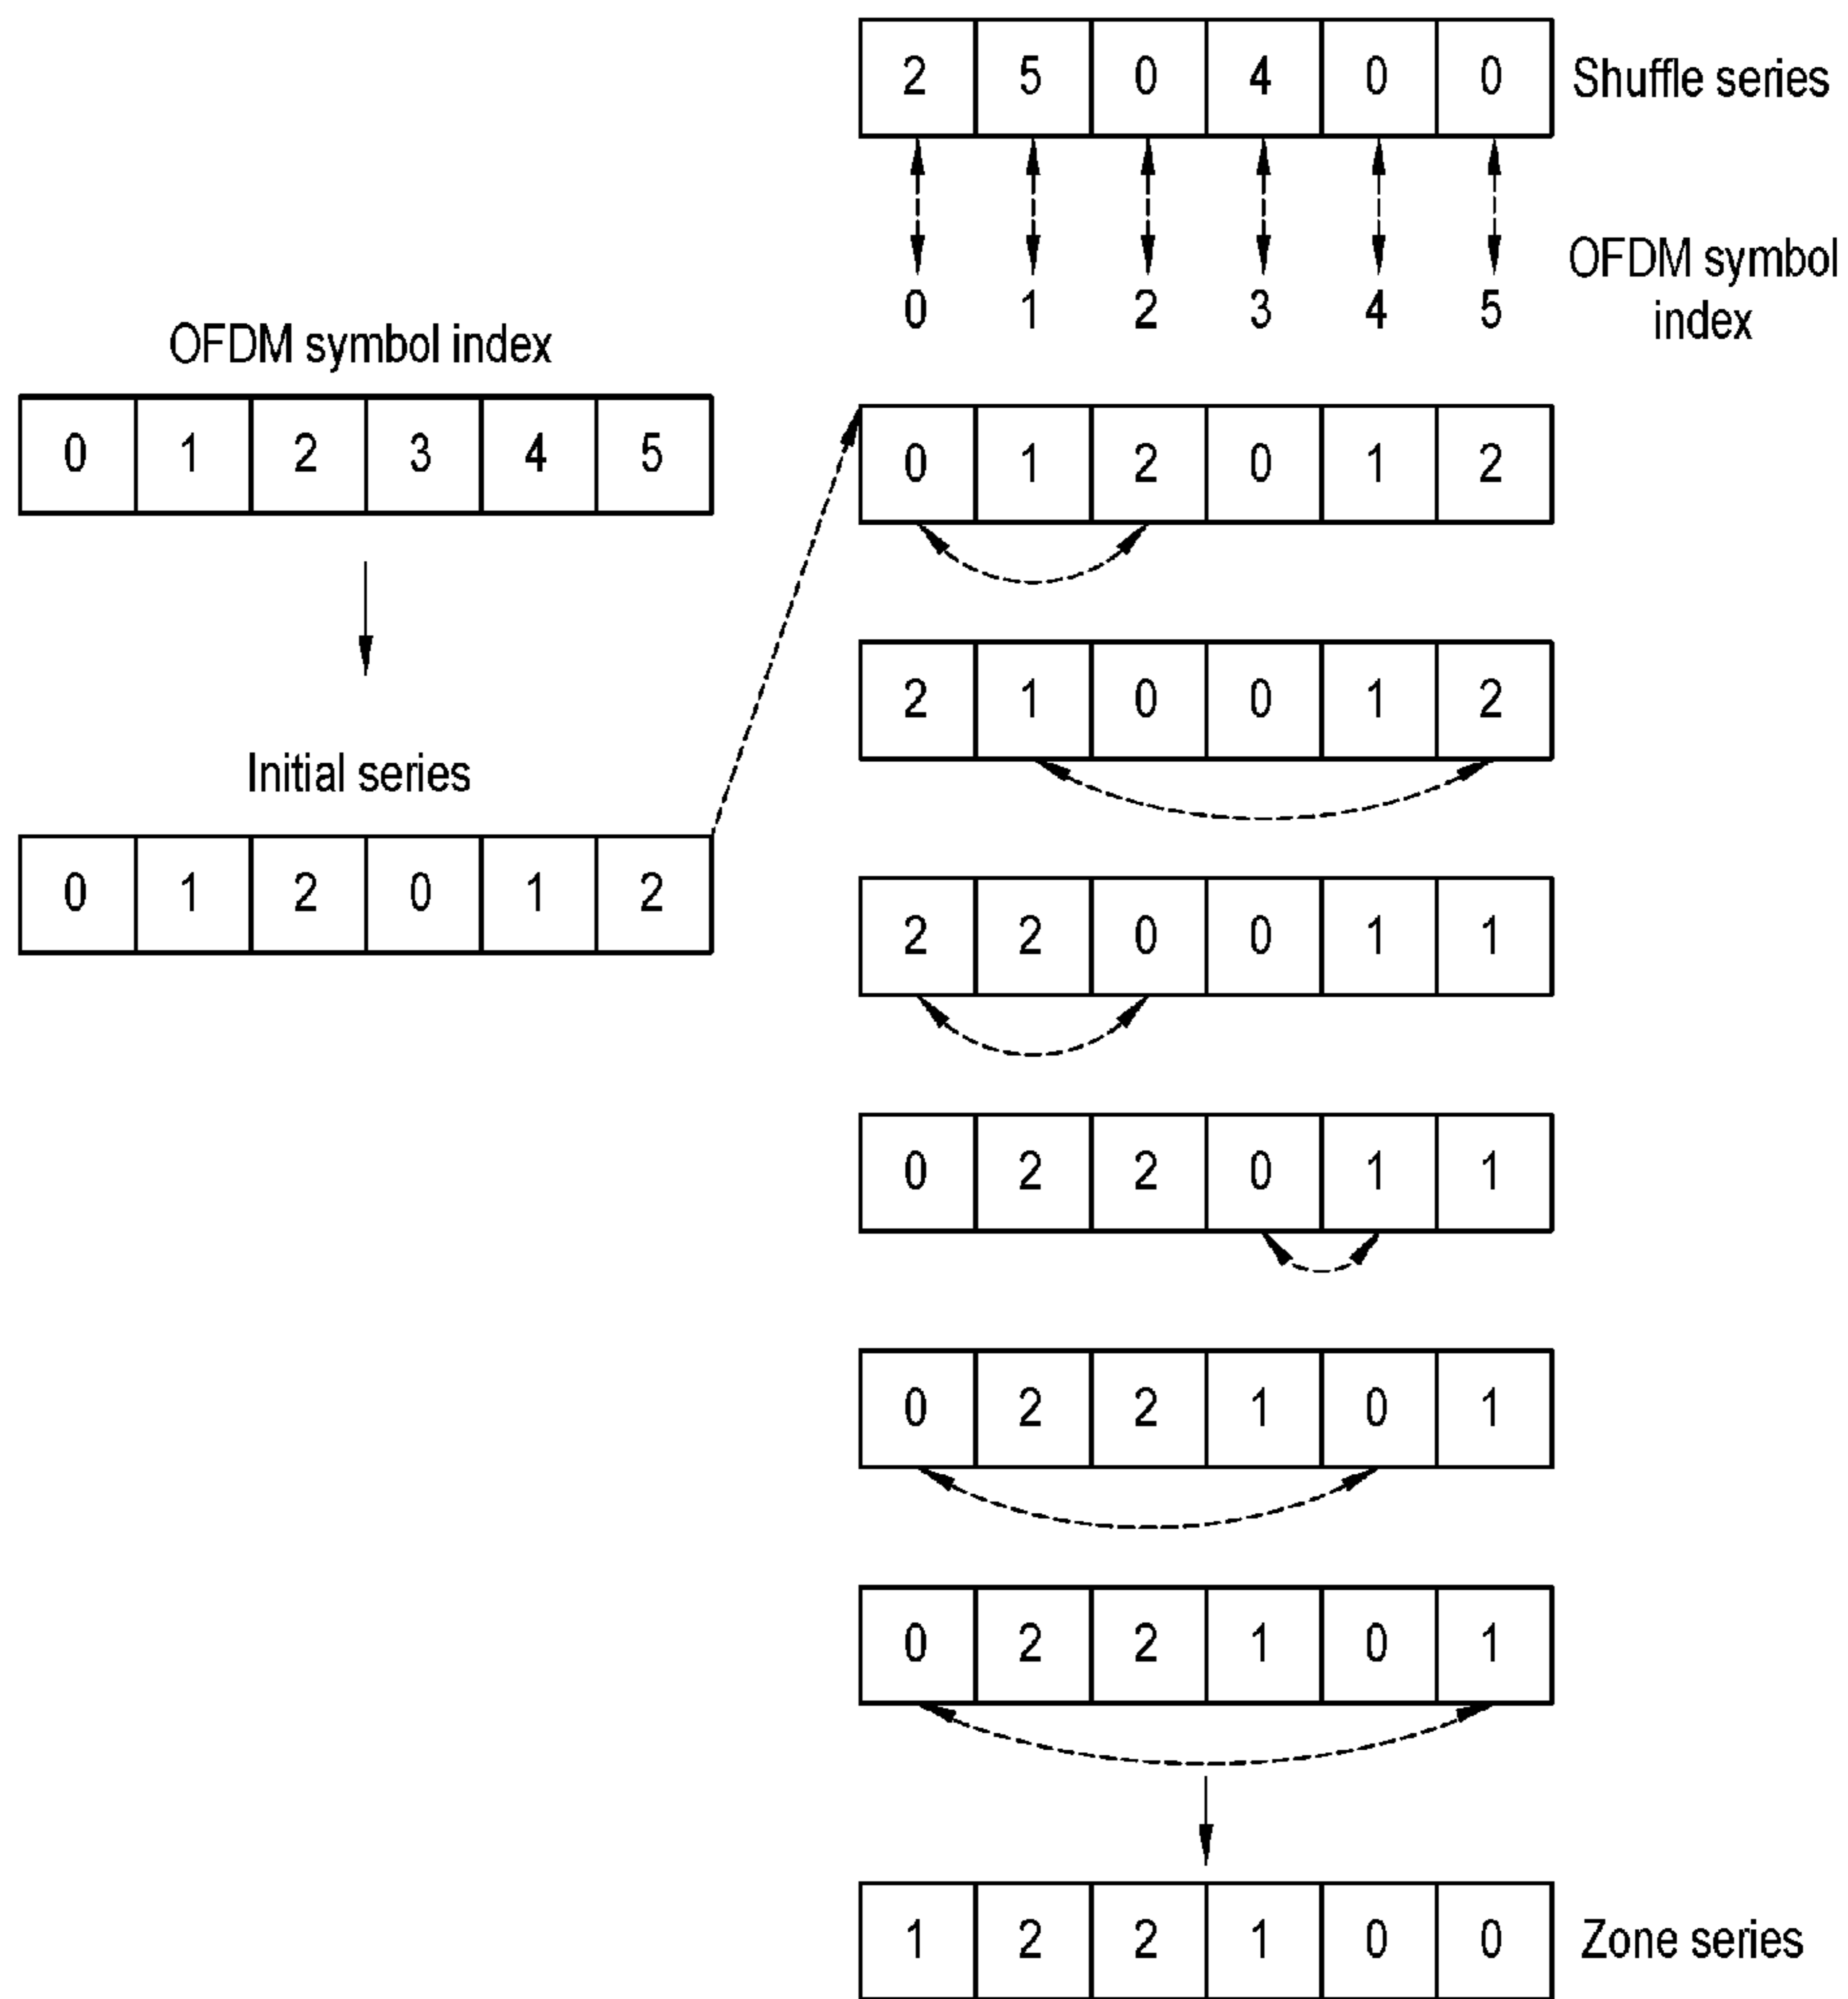 2 5 0 4 0 0 Shuffle series
0 1 2 3 4 5
OFDM symbol
index
OFDM symbol index
0 1 2 3 4 5
Initial series
0 1 2 0 1 2
0 1 2 0 1 2
2 1 0 0 1 2
2 2 0 0 1 1
0 2 2 0 1 1
0 2 2 1 0 1
0 2 2 1 0 1
1 2 2 1 0 0 Zone series